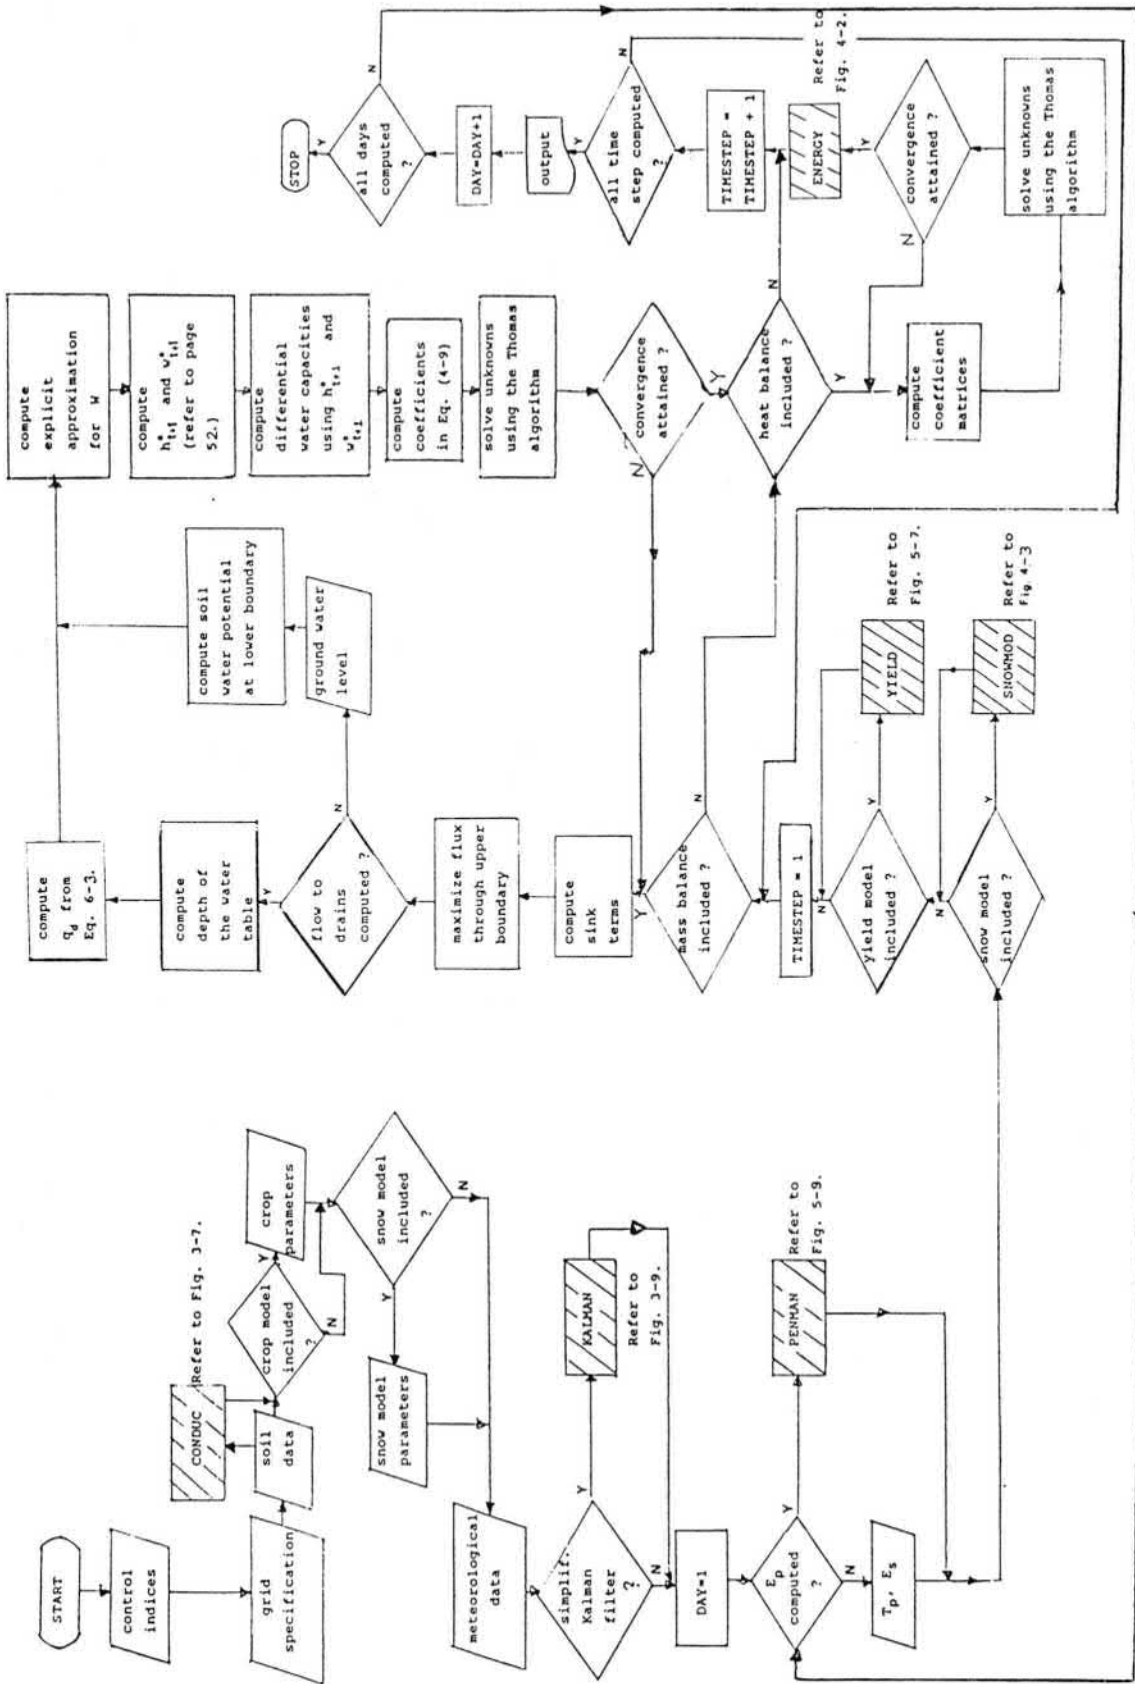 START
control
indices
grid
specification
soil
data
CONDUC
Refer to Fig. 3-7.
crop model
included
?
Y
N
crop
parameters
snow model
included
?
Y
N
snow model
parameters
meteorological
data
simplif.
Kalman
filter
?
Y
N
KALMAN
Refer to
Fig. 3-9.
DAY=1
Ep
computed
?
Y
N
PENMAN
Refer to
Fig. 5-9.
Tp, Es
snow model
included ?
Y
N
SNOWMOD
Refer to
Fig. 4-3
yield model
included ?
Y
N
YIELD
Refer to
Fig. 5-7.
TIMESTEP = 1
mass balance
included ?
N
Y
compute
sink
terms
maximize flux
through upper
boundary
flow to
drains
computed ?
N
Y
ground water
level
compute soil
water potential
at lower boundary
compute
depth of
the water
table
compute
qd from
Eq. 6-3.
compute
explicit
approximation
for W
compute
h°t+1 and w°t+1
(refer to page
52.)
compute
differential
water capacities
using h°t+1 and
w°t+1
compute
coefficients
in Eq. (4-9)
solve unknowns
using the Thomas
algorithm
convergence
attained ?
N
Y
heat balance
included ?
N
Y
compute
coefficient
matrices
solve unknowns
using the Thomas
algorithm
convergence
attained ?
N
Y
ENERGY
Refer to
Fig. 4-2.
TIMESTEP =
TIMESTEP + 1
all time
step computed
?
N
Y
output
DAY=DAY+1
all days
computed
?
N
Y
STOP